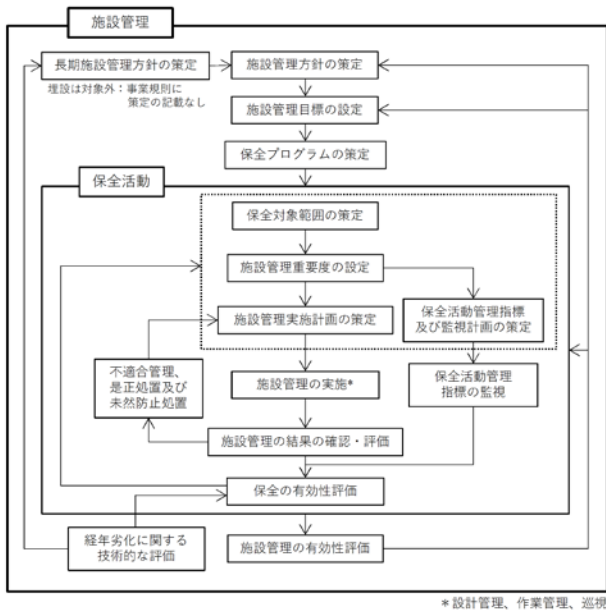 施設管理
長期施設管理方針の策定
施設管理方針の策定
埋設は対象外：事業規則に
策定の記載なし
施設管理目標の設定
保全プログラムの策定
保全活動
保全対象範囲の策定
施設管理重要度の設定
施設管理実施計画の策定
保全活動管理指標
及び監視計画の策定
不適合管理、
是正処置及び
未然防止処置
施設管理の実施*
保全活動管理
指標の監視
施設管理の結果の確認・評価
保全の有効性評価
経年劣化に関する
技術的な評価
施設管理の有効性評価
*設計管理、作業管理、巡視